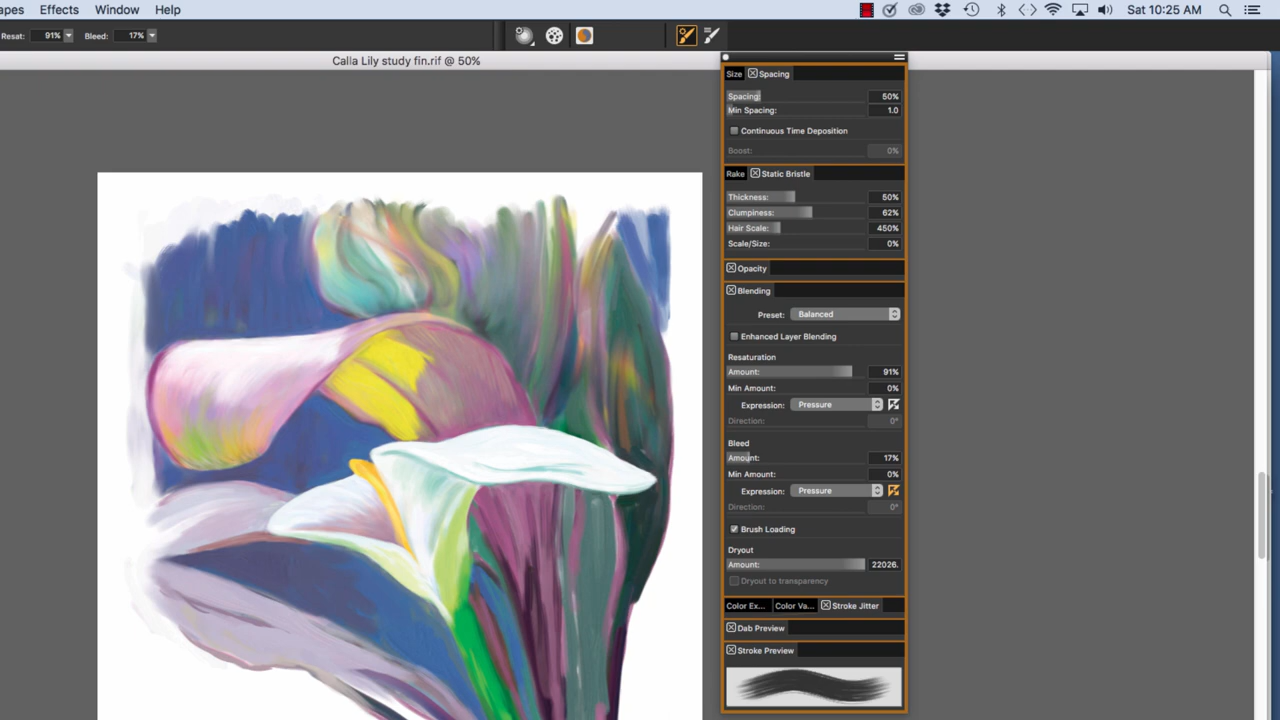 apes Effects Window Help Sat 10:25 AM
Resat: 91% Bleed: 17%
Calla Lily study fin.rif @ 50%
Size Spacing
Spacing: 50%
Min Spacing: 1.0
Continuous Time Deposition
Boost: 0%
Rake Static Bristle
Thickness: 50%
Clumpiness: 62%
Hair Scale: 450%
Scale/Size: 0%
Opacity
Blending
Preset: Balanced
Enhanced Layer Blending
Resaturation
Amount: 91%
Min Amount: 0%
Expression: Pressure
Direction: 0°
Bleed
Amount: 17%
Min Amount: 0%
Expression: Pressure
Direction: 0°
Brush Loading
Dryout
Amount: 22026.
Dryout to transparency
Color Ex... Color Va... Stroke Jitter
Dab Preview
Stroke Preview